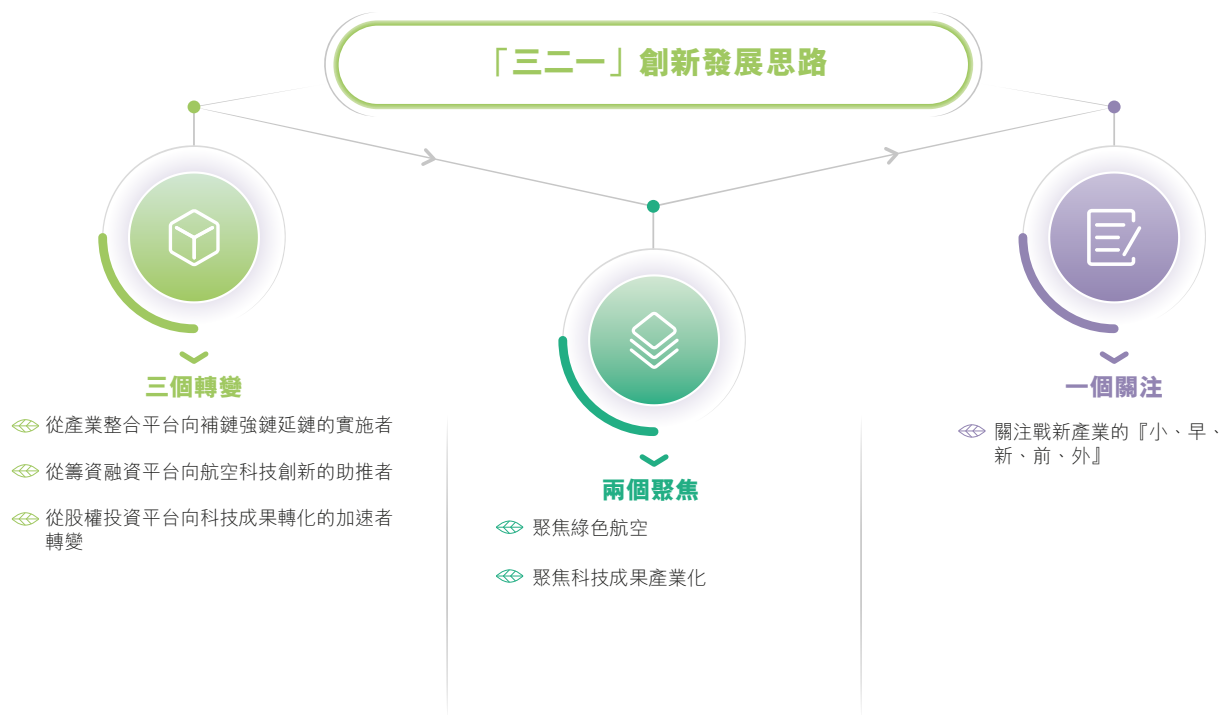 「三二一」創新發展思路
三個轉變
從產業整合平台向補鏈強鏈延鏈的實施者
從籌資融資平台向航空科技創新的助推者
從股權投資平台向科技成果轉化的加速者
轉變
兩個聚焦
聚焦綠色航空
聚焦科技成果產業化
一個關注
關注戰新產業的『小、早、
新、前、外』